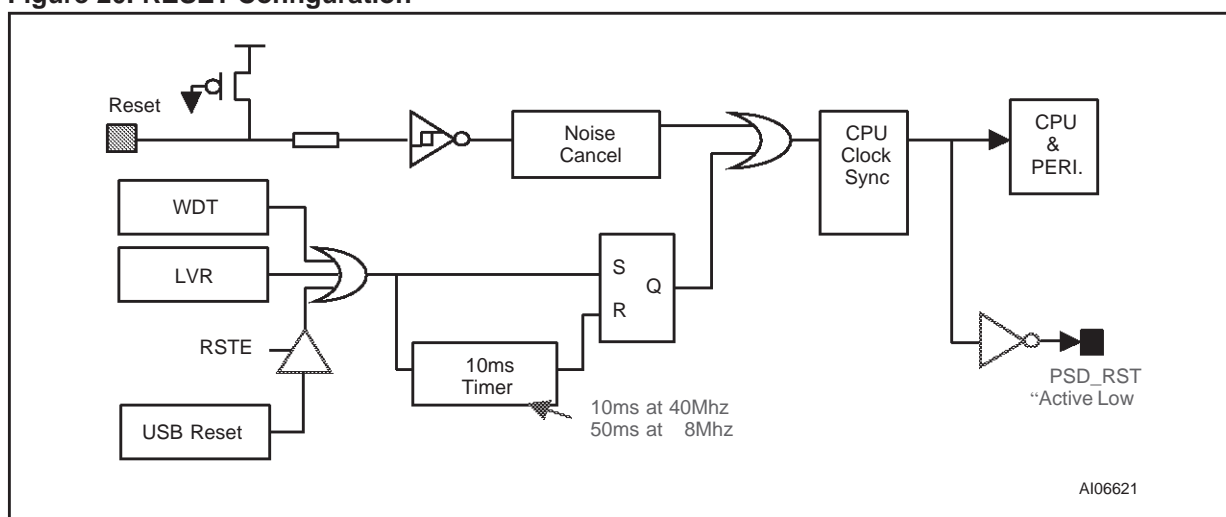 Figure 20. RESET Configuration
Reset
Noise
Cancel
CPU
Clock
Sync
CPU
&
PERI.
WDT
LVR
RSTE
USB Reset
S
Q
R
10ms
Timer
10ms at 40Mhz
50ms at 8Mhz
PSD_RST
“Active Low
AI06621